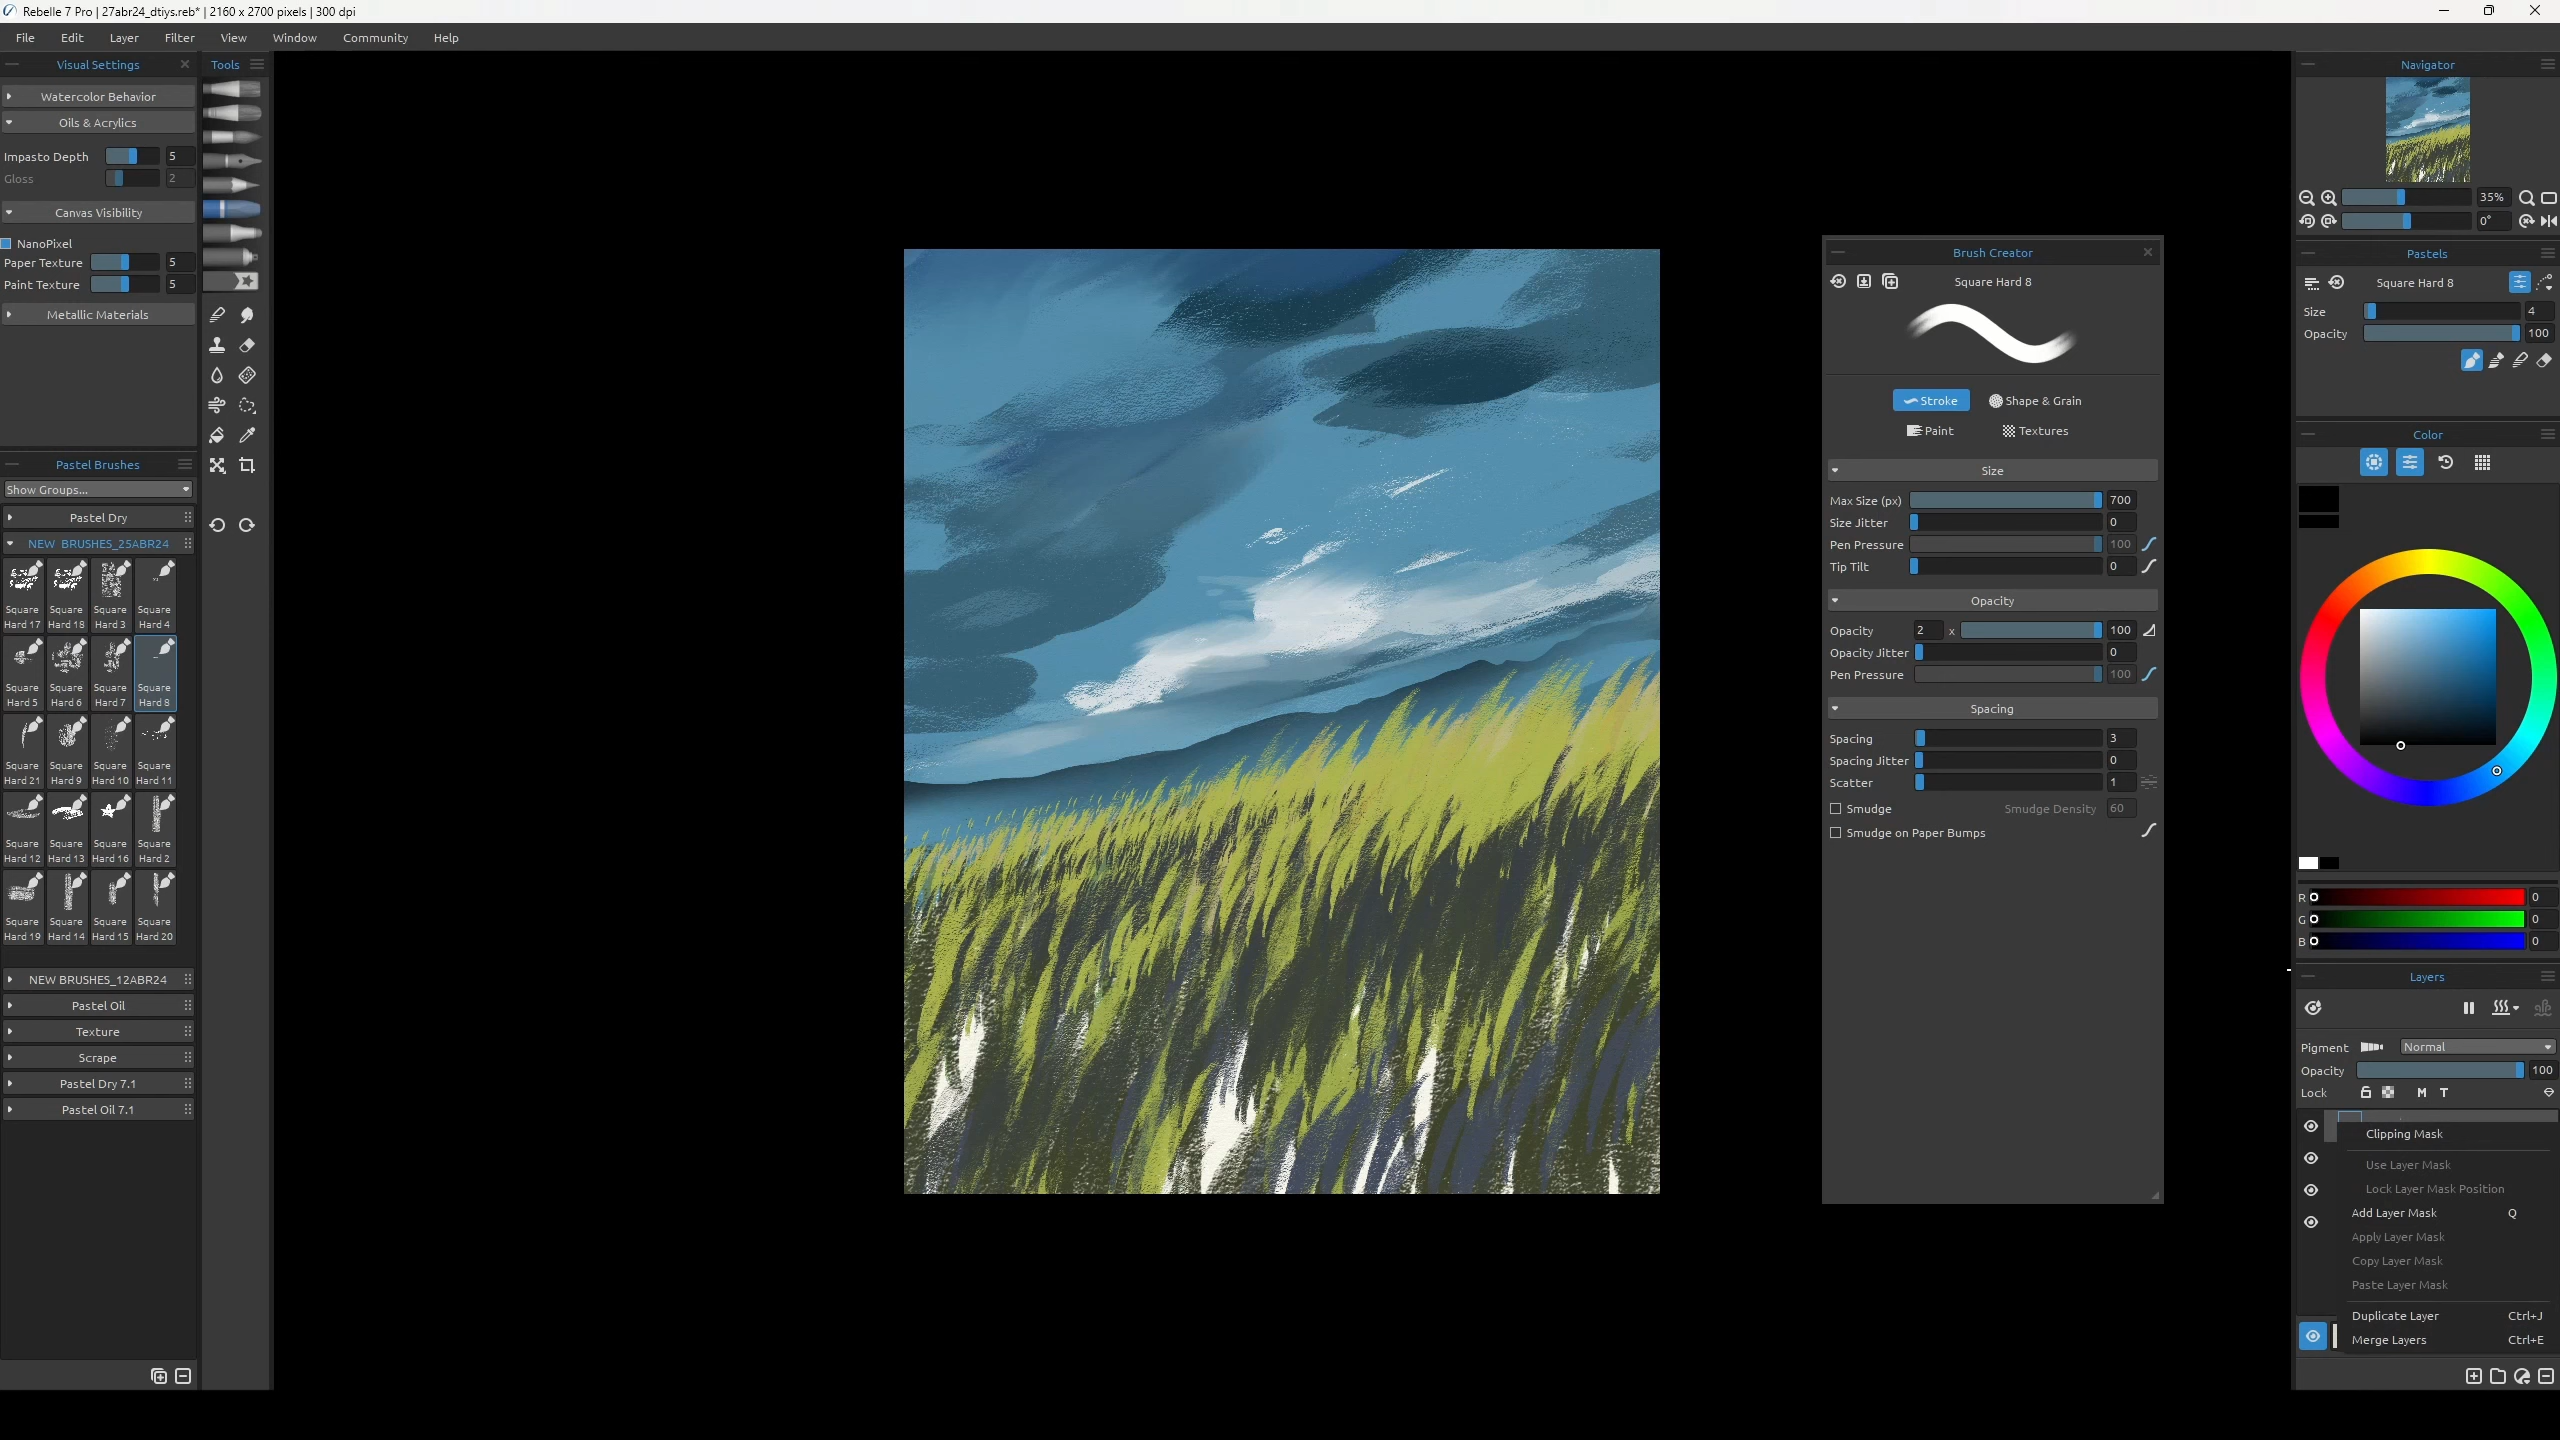 Rebelle 7 Pro | 27abr24_dtiys.reb* | 2160 x 2700 pixels | 300 dpi
File Edit Layer Filter View Window Community Help
Visual Settings
Watercolor Behavior
Oils & Acrylics
Impasto Depth 5
Gloss 2
Canvas Visibility
NanoPixel
Paper Texture 5
Paint Texture 5
Metallic Materials
Pastel Brushes
Show Groups...
Pastel Dry
NEW BRUSHES_25ABR24
Square Square Square Square
Hard 17 Hard 18 Hard 3 Hard 4
Square Square Square Square
Hard 5 Hard 6 Hard 7 Hard 8
Square Square Square Square
Hard 21 Hard 9 Hard 10 Hard 11
Square Square Square Square
Hard 12 Hard 13 Hard 16 Hard 2
Square Square Square Square
Hard 19 Hard 14 Hard 15 Hard 20
NEW BRUSHES_12ABR24
Pastel Oil
Texture
Scrape
Pastel Dry 7.1
Pastel Oil 7.1
Tools
Brush Creator
Square Hard 8
Stroke Shape & Grain
Paint Textures
Size
Max Size (px) 700
Size Jitter 0
Pen Pressure 100
Tip Tilt 0
Opacity
Opacity 2 x 100
Opacity Jitter 0
Pen Pressure 100
Spacing
Spacing 3
Spacing Jitter 0
Scatter 1
Smudge Smudge Density 60
Smudge on Paper Bumps
Navigator
35%
0°
Pastels
Square Hard 8
Size 4
Opacity 100
Color
R 0
G 0
B 0
Layers
Pigment Normal
Opacity 100
Lock M T
Clipping Mask
Use Layer Mask
Lock Layer Mask Position
Add Layer Mask Q
Apply Layer Mask
Copy Layer Mask
Paste Layer Mask
Duplicate Layer Ctrl+J
Merge Layers Ctrl+E